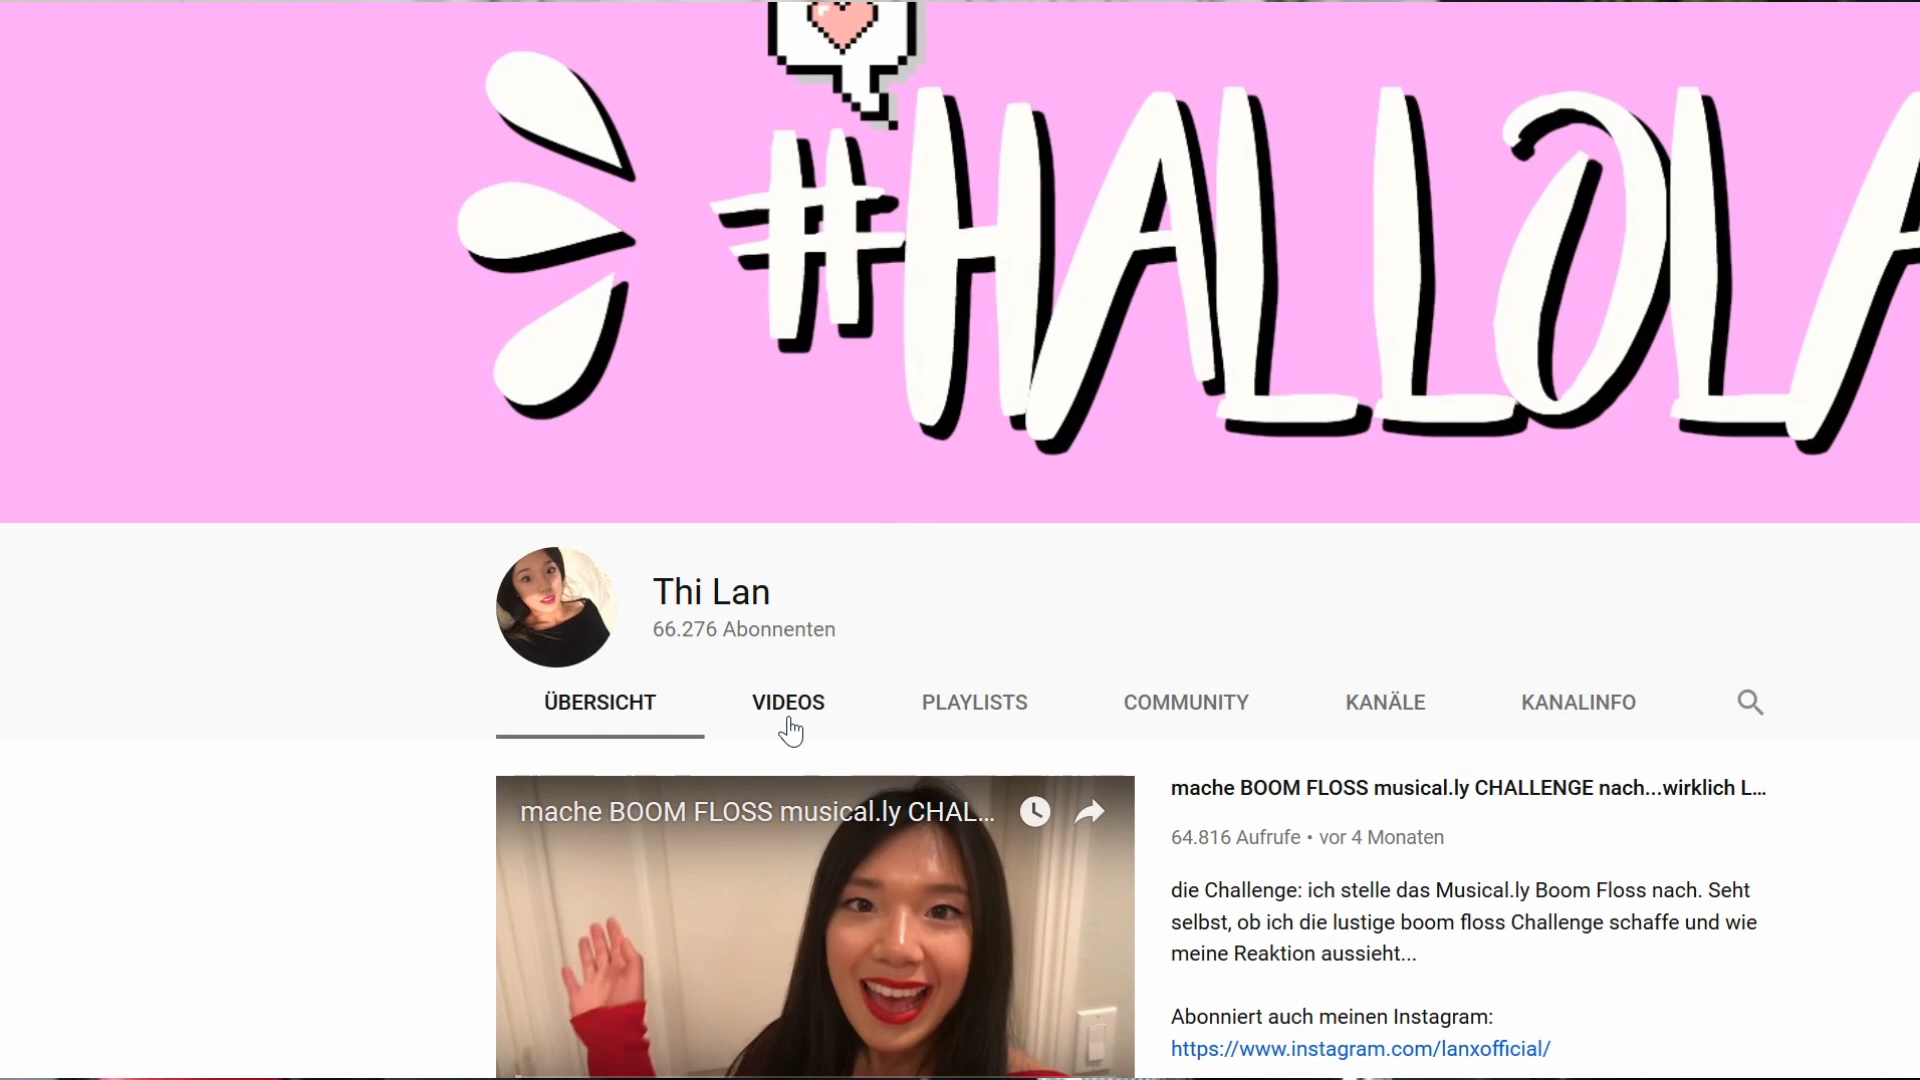 #HALLOLA
Thi Lan
66.276 Abonnenten
ÜBERSICHT
VIDEOS
PLAYLISTS
COMMUNITY
KANÄLE
KANALINFO
mache BOOM FLOSS musical.ly CHAL...
mache BOOM FLOSS musical.ly CHALLENGE nach...wirklich L...
64.816 Aufrufe • vor 4 Monaten
die Challenge: ich stelle das Musical.ly Boom Floss nach. Seht
selbst, ob ich die lustige boom floss Challenge schaffe und wie
meine Reaktion aussieht...
Abonniert auch meinen Instagram:
https://www.instagram.com/lanxofficial/